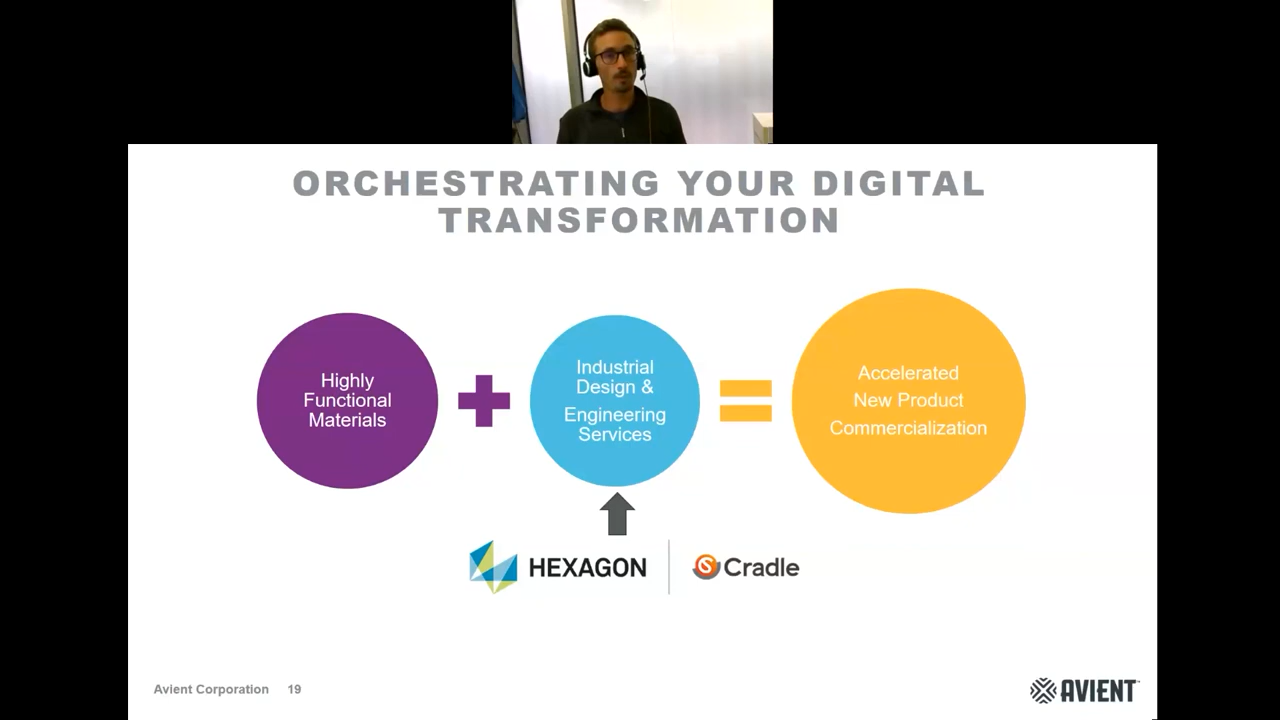 ORCHESTRATING YOUR DIGITAL
TRANSFORMATION
Highly
Functional
Materials
Industrial
Design &
Engineering
Services
Accelerated
New Product
Commercialization
HEXAGON
Cradle
Avient Corporation 19
AVIENT